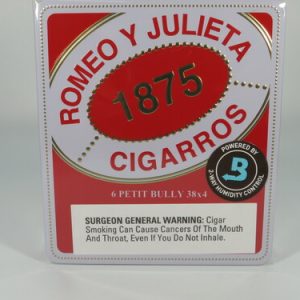 ROMEO Y JULIETA
1875
CIGARROS
POWERED BY
B
2-WAY HUMIDITY CONTROL
6 PETIT BULLY 38x4
SURGEON GENERAL WARNING: Cigar
Smoking Can Cause Cancers Of The Mouth
And Throat, Even If You Do Not Inhale.